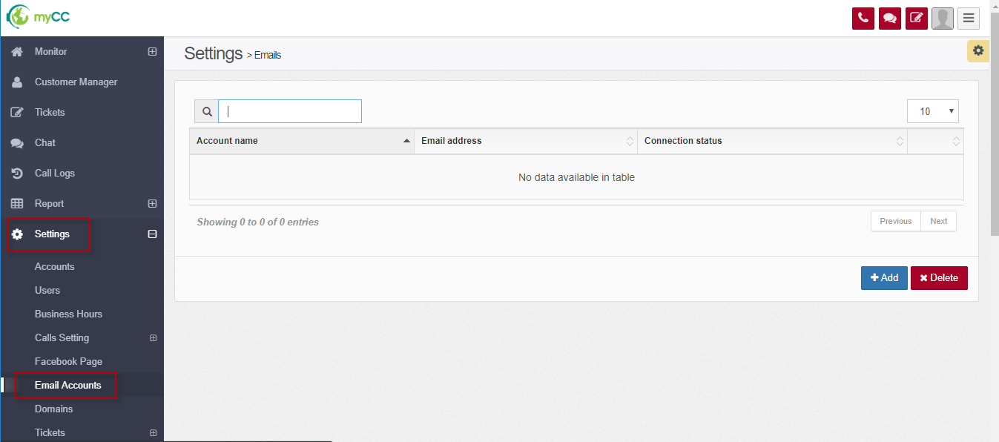 myCC
Monitor
Customer Manager
Tickets
Chat
Call Logs
Report
Settings
Accounts
Users
Business Hours
Calls Setting
Facebook Page
Email Accounts
Domains
Tickets
Settings > Emails
10
Account name Email address Connection status
No data available in table
Showing 0 to 0 of 0 entries
Previous Next
Add Delete